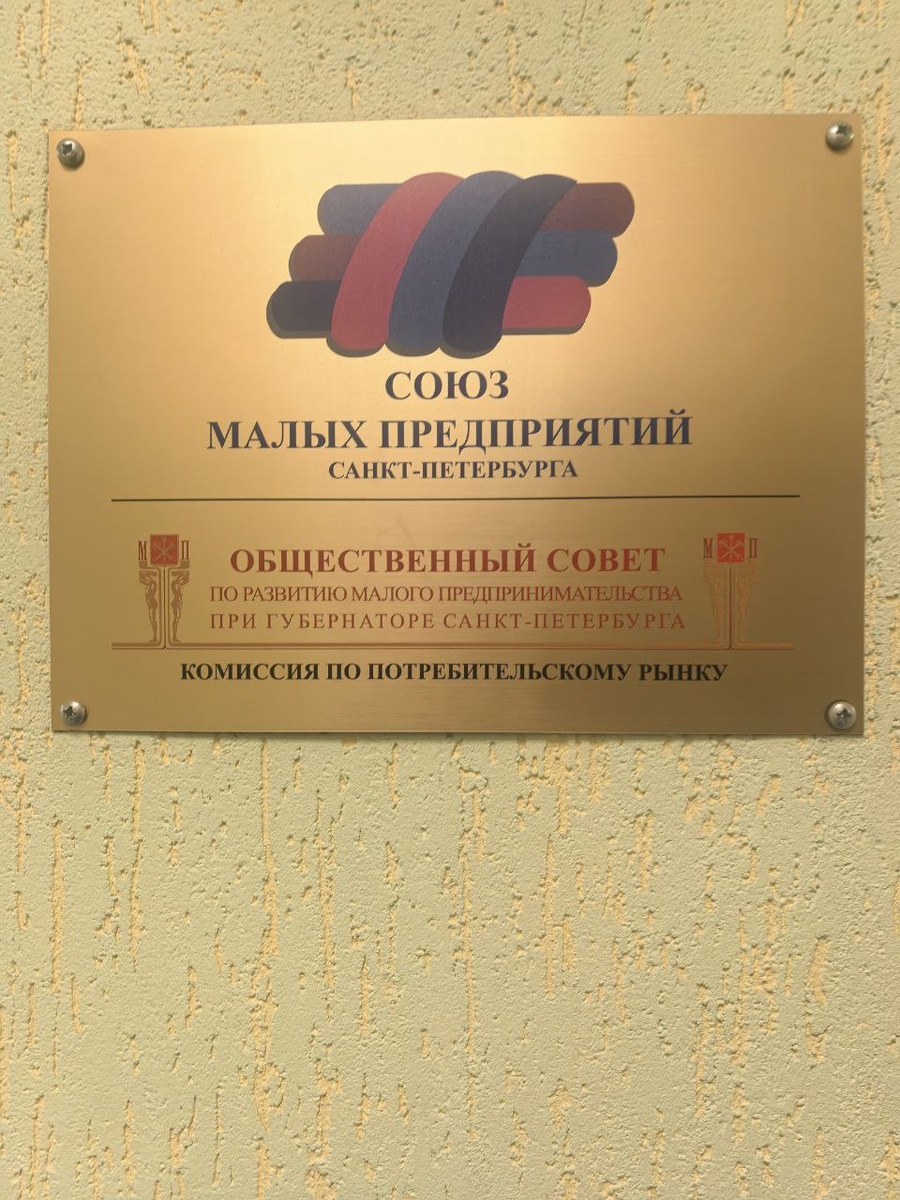 СОЮЗ
МАЛЫХ ПРЕДПРИЯТИЙ
САНКТ-ПЕТЕРБУРГА
М П
М П
ОБЩЕСТВЕННЫЙ СОВЕТ
ПО РАЗВИТИЮ МАЛОГО ПРЕДПРИНИМАТЕЛЬСТВА
ПРИ ГУБЕРНАТОРЕ САНКТ-ПЕТЕРБУРГА
КОМИССИЯ ПО ПОТРЕБИТЕЛЬСКОМУ РЫНКУ